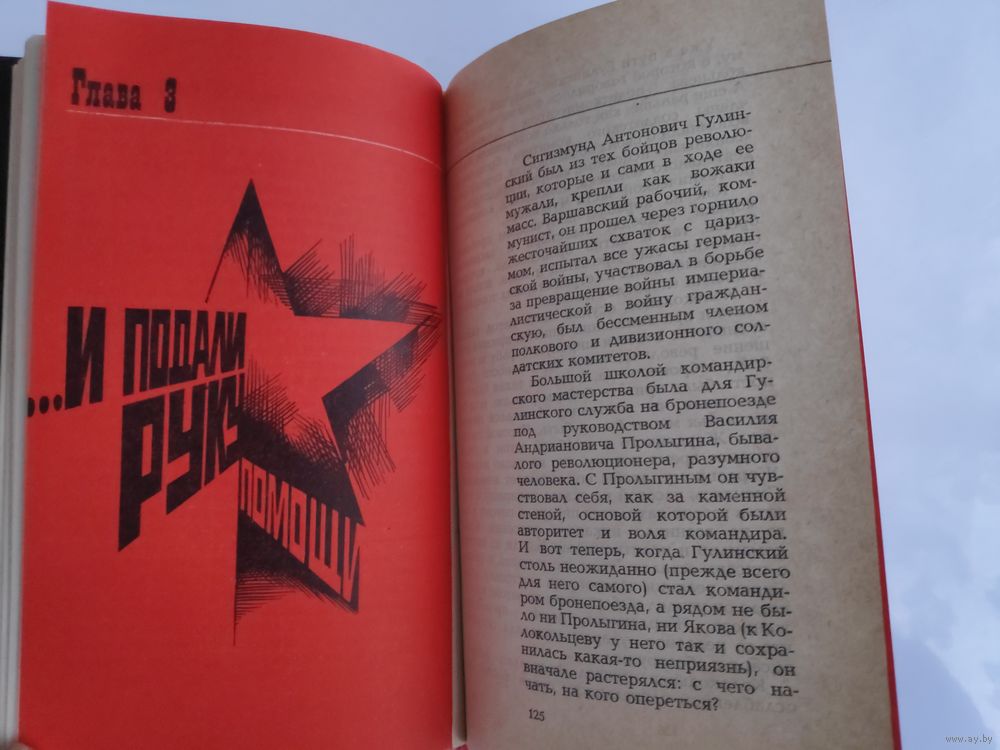 Глава 3
...И ПОДАЛИ
РУКУ
ПОМОЩИ
Сигизмунд Антонович Гулин-
ский был из тех бойцов револю-
ции, которые и сами в ходе ее
мужали, крепли как вожаки
масс. Варшавский рабочий, ком-
мунист, он прошел через горнило
жесточайших схваток с цариз-
мом, испытал все ужасы герман-
ской войны, участвовал в борьбе
за превращение войны империа-
листической в войну граждан-
скую, был бессменным членом
полкового и дивизионного сол-
датских комитетов.
Большой школой командир-
ского мастерства была для Гу-
линского служба на бронепоезде
под руководством Василия
Андриановича Пролыгина, быва-
лого революционера, разумного
человека. С Пролыгиным он чув-
ствовал себя, как за каменной
стеной, основой которой были
авторитет и воля командира.
И вот теперь, когда Гулинский
столь неожиданно (прежде всего
для него самого) стал команди-
ром бронепоезда, а рядом не бы-
ло ни Пролыгина, ни Якова (к Ко-
локольцеву у него так и сохра-
нилась какая-то неприязнь), он
вначале растерялся: с чего на-
чать, на кого опереться?
125
www.ay.by